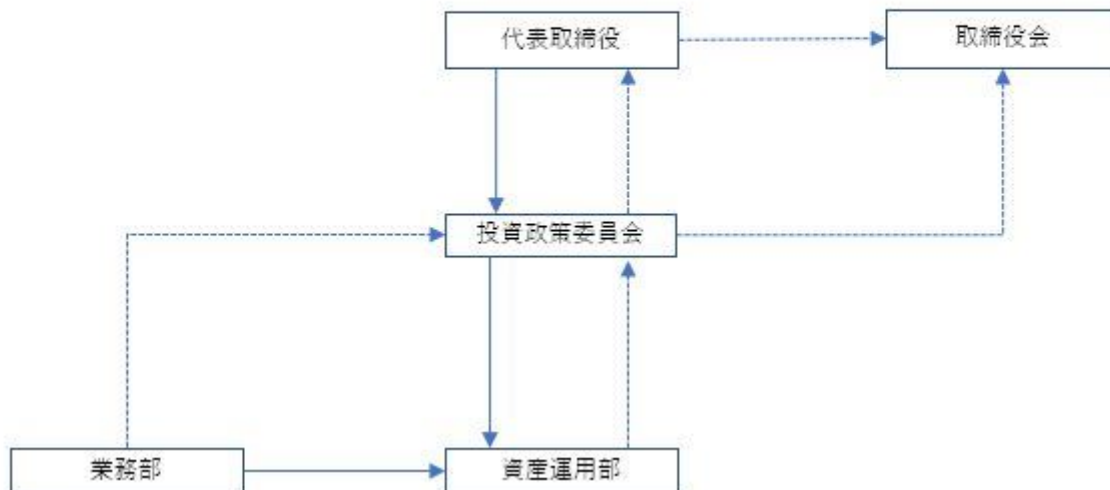 代表取締役
取締役会
投資政策委員会
業務部
資産運用部